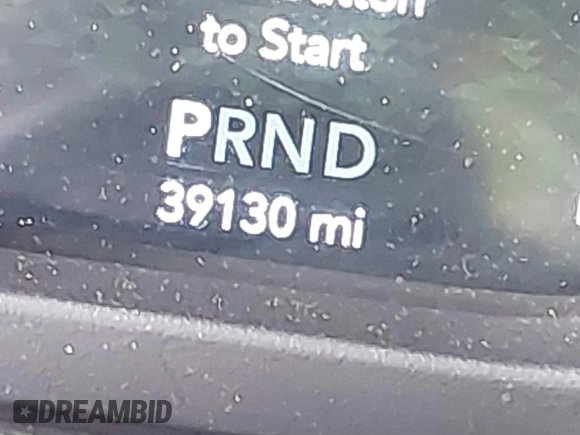 to Start
PRND
39130 mi
DREAMBID